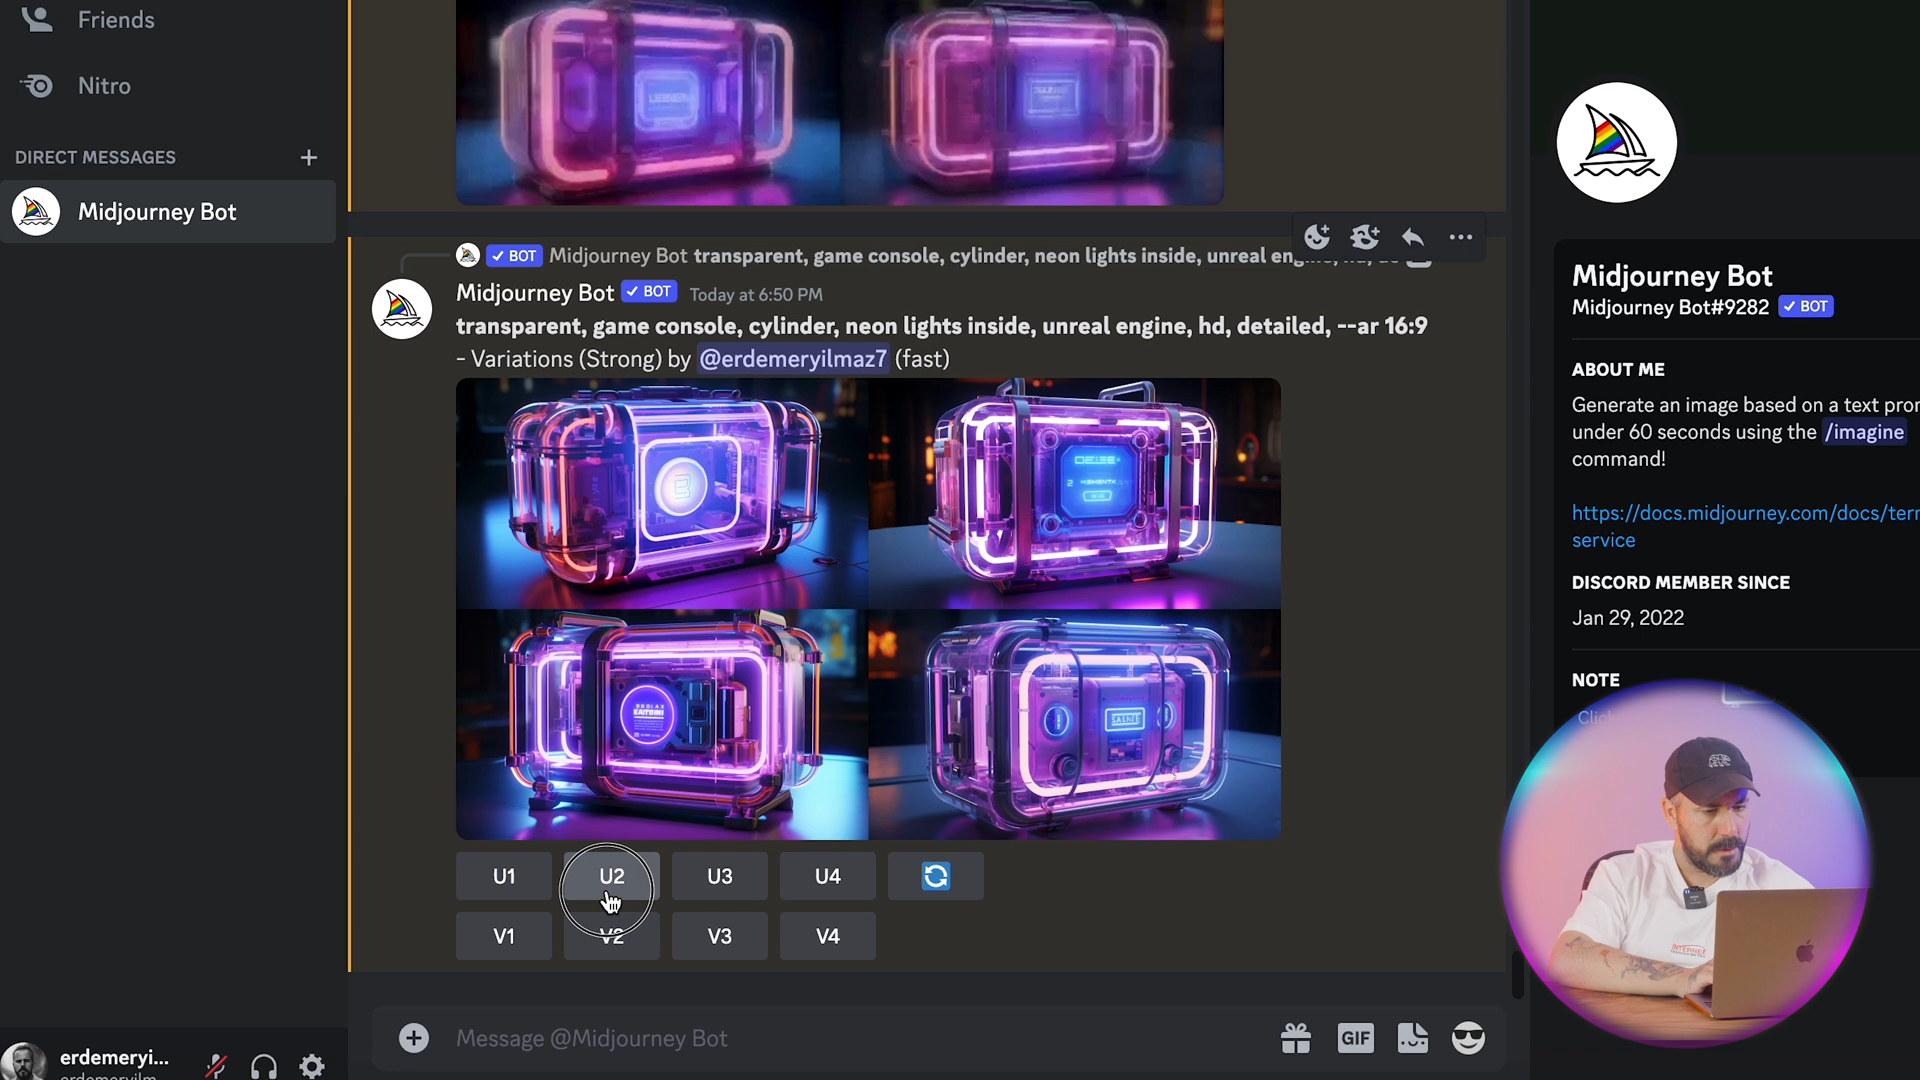 Friends
Nitro
DIRECT MESSAGES
Midjourney Bot
BOT Midjourney Bot transparent, game console, cylinder, neon lights inside, unreal
Midjourney Bot BOT Today at 6:50 PM
transparent, game console, cylinder, neon lights inside, unreal engine, hd, detailed, --ar 16:9
- Variations (Strong) by @erdemeryilmaz7 (fast)
U1 U2 U3 U4
V1 V2 V3 V4
Message @Midjourney Bot
GIF
erdemeryi...
Midjourney Bot
Midjourney Bot#9282 BOT
ABOUT ME
Generate an image based on a text
under 60 seconds using the /imagine
command!
https://docs.midjourney.com/docs/
service
DISCORD MEMBER SINCE
Jan 29, 2022
NOTE